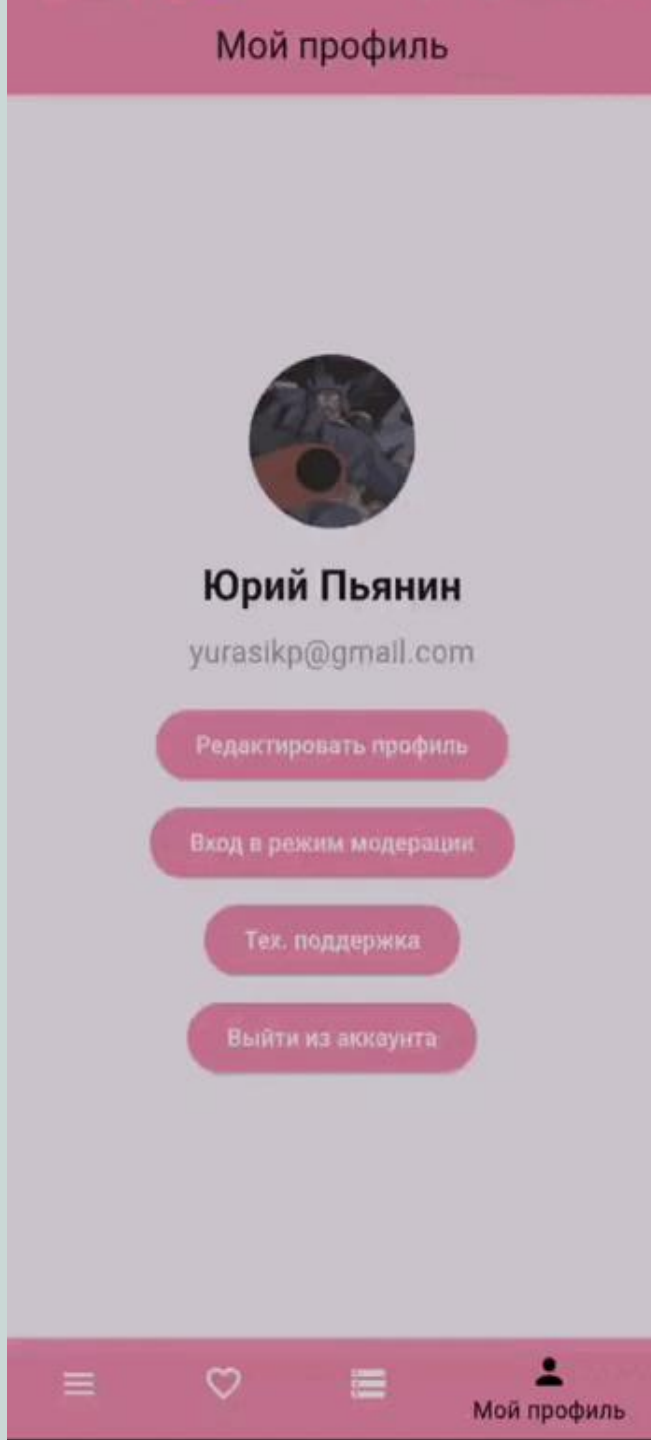 Мой профиль
Юрий Пьянин
yurasikp@gmail.com
Редактировать профиль
Вход в режим модерации
Тех. поддержка
Выйти из аккаунта
Мой профиль